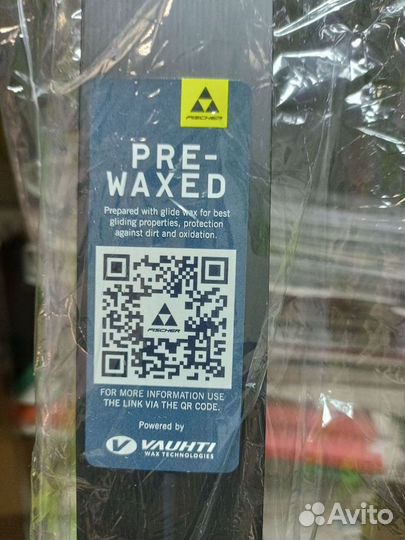 FISCHER
PRE-
WAXED
Prepared with glide wax for best
gliding properties, protection
against dirt and oxidation.
FISCHER
FOR MORE INFORMATION USE
THE LINK VIA THE QR CODE.
Powered by
VAUHTI
WAX TECHNOLOGIES
Avito